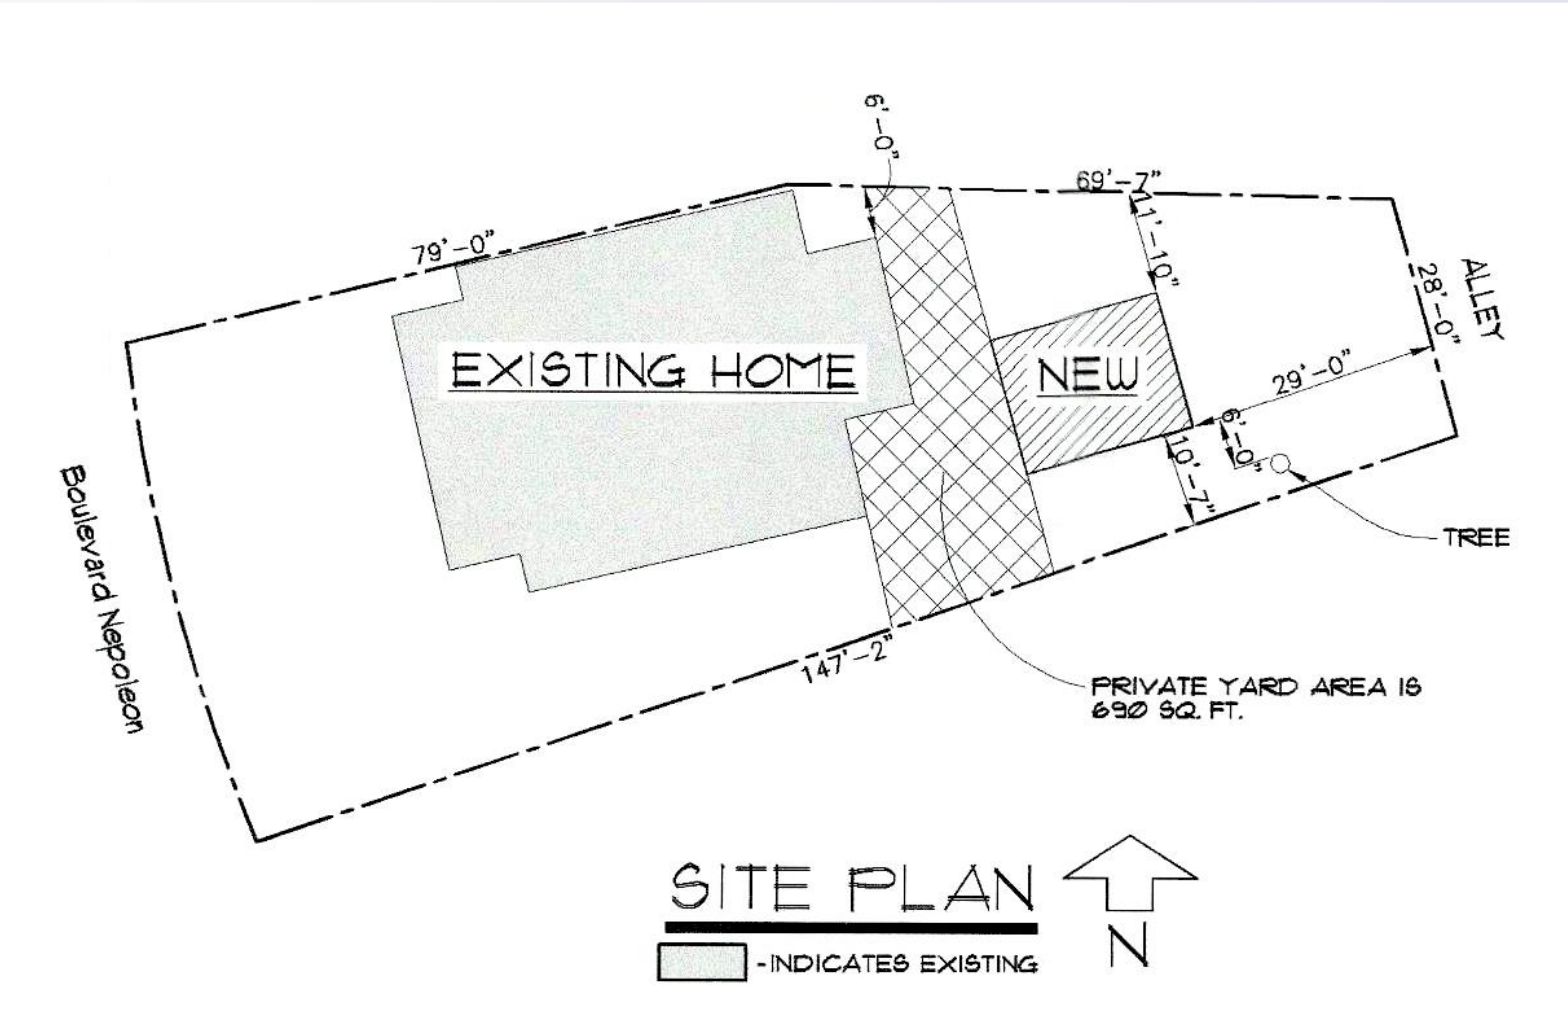 6'-0"
69'-7"
11'-10"
79'-0"
ALLEY
28'-0"
EXISTING HOME
NEW
29'-0"
6'-0"
10'-7"
TREE
Boulevard Nepoleon
147'-2"
PRIVATE YARD AREA IS
690 SQ. FT.
SITE PLAN
N
-INDICATES EXISTING